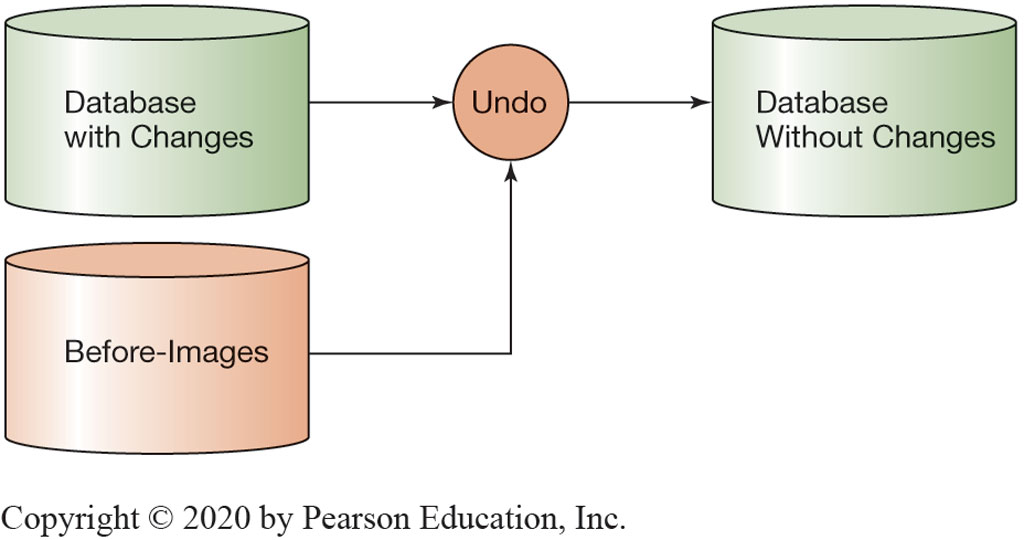 Database
with Changes
Undo
Database
Without Changes
Before-Images
Copyright © 2020 by Pearson Education, Inc.